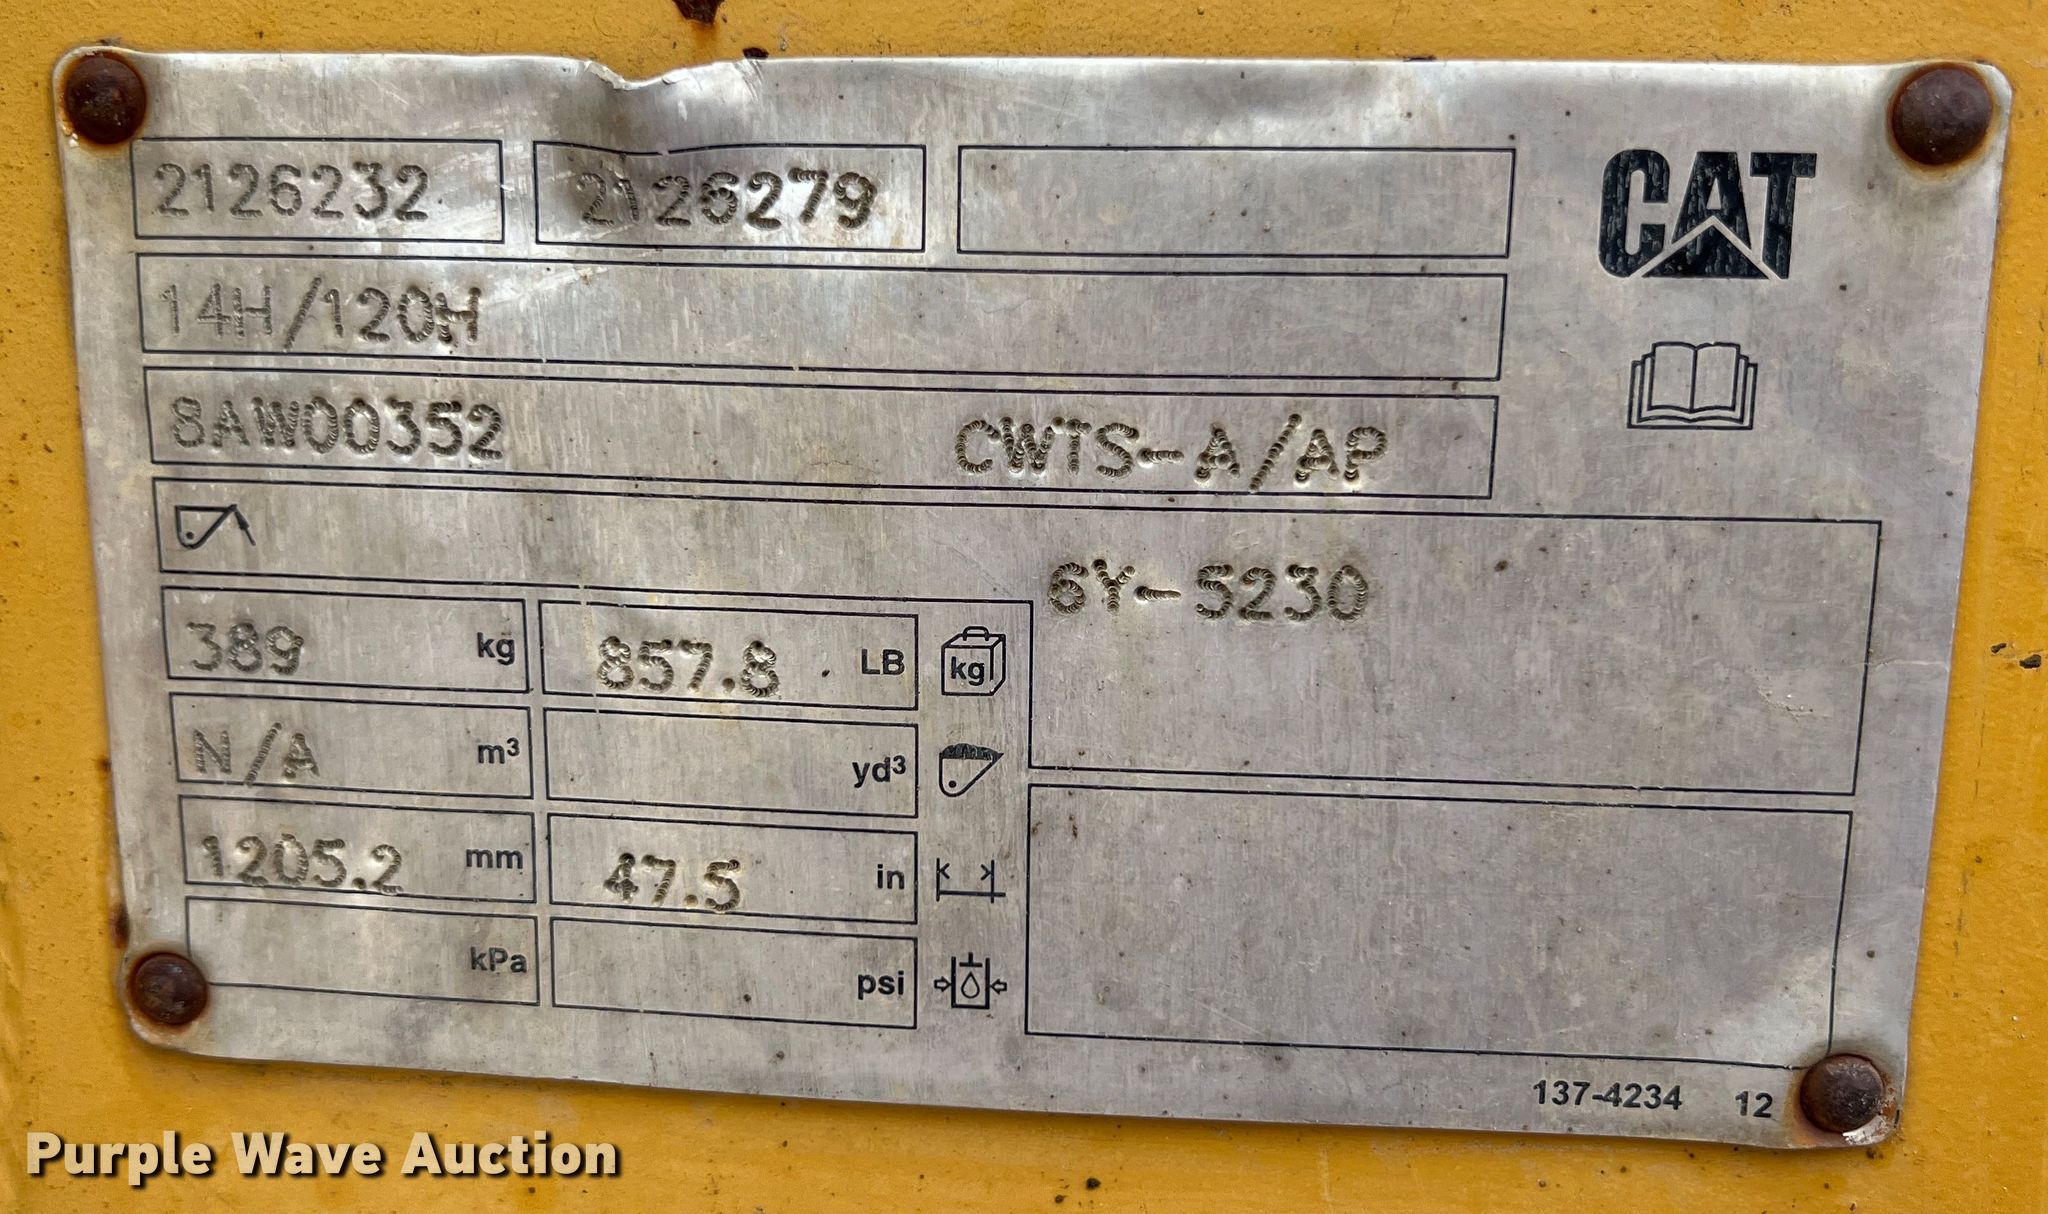 2126232 2126279
CAT
14H/120H
8AW00352 CWTS-A/AP
6Y-5230
389 kg 857.8 LB kg
N/A m³ yd³
1205.2 mm 47.5 in
kPa psi
137-4234 12
Purple Wave Auction